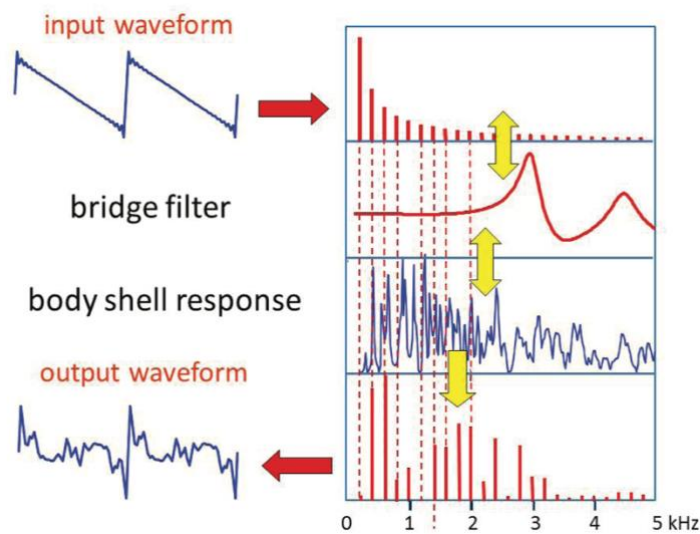 input waveform
bridge filter
body shell response
output waveform
0 1 2 3 4 5 kHz